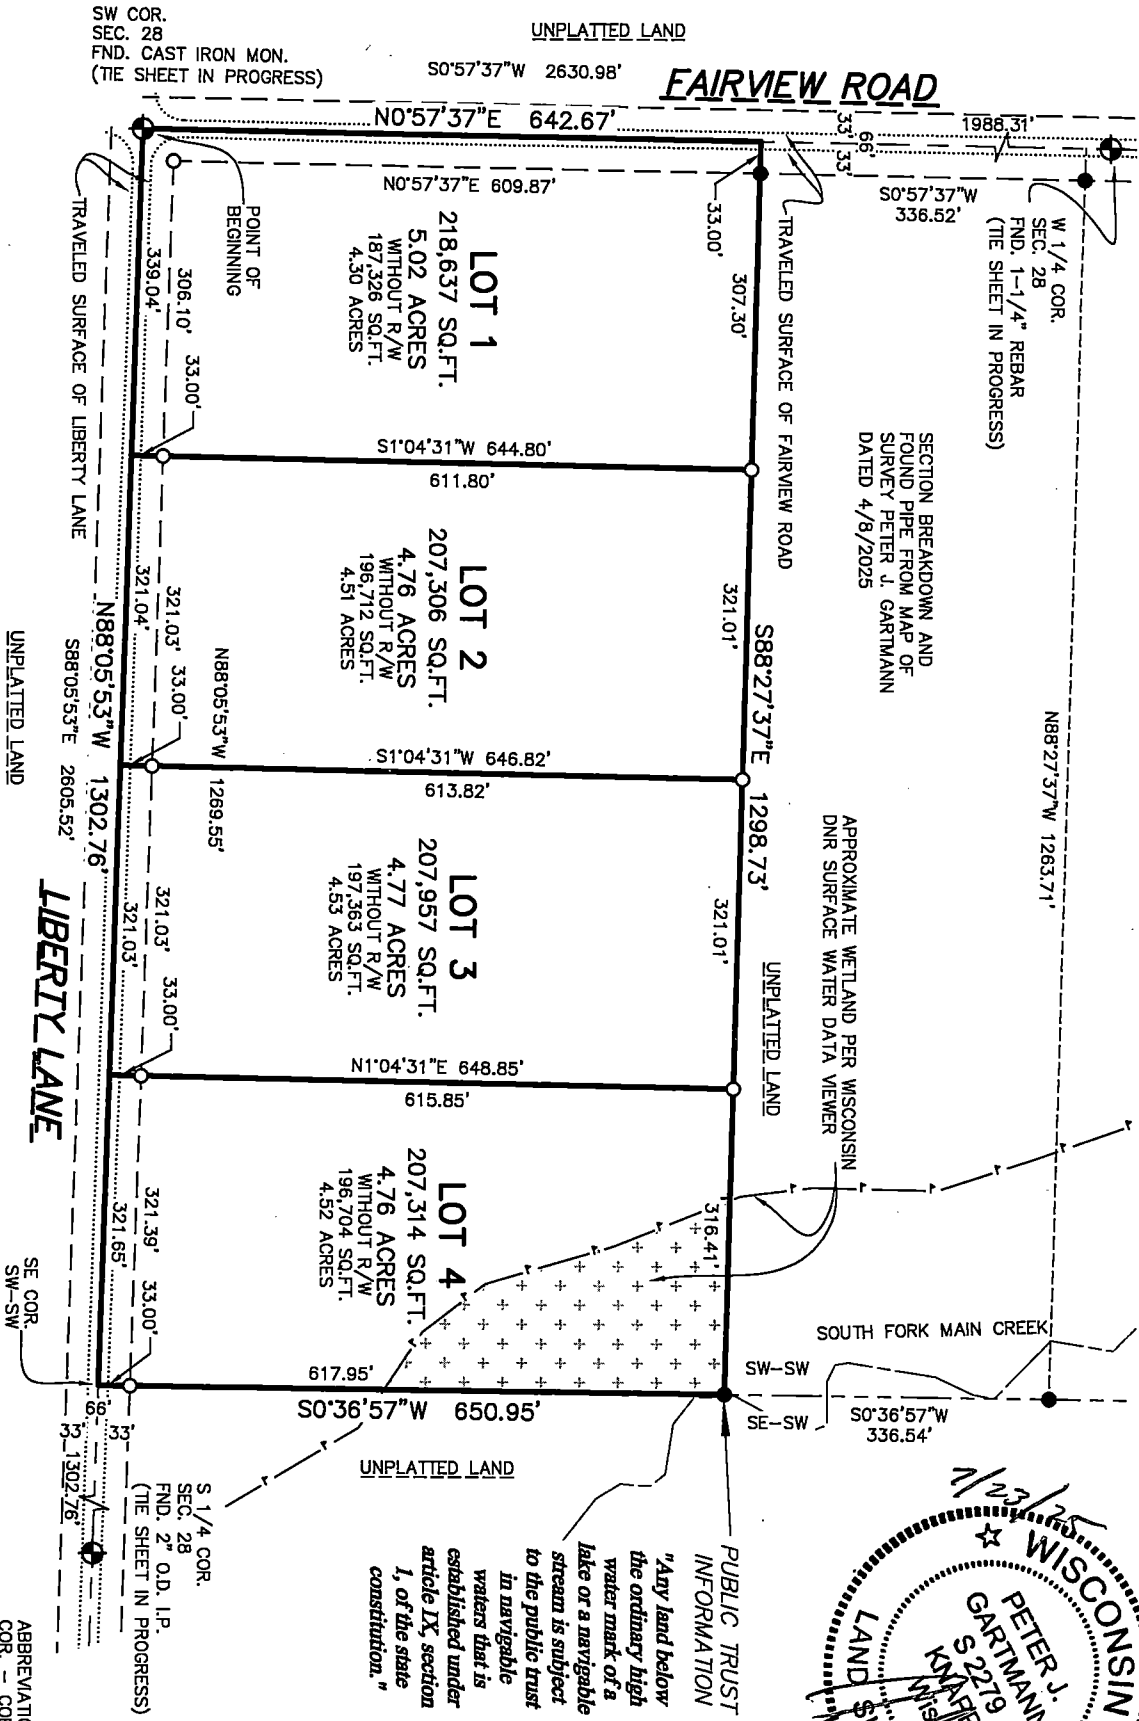 SW COR.
SEC. 28
FND. CAST IRON MON.
(TIE SHEET IN PROGRESS)
UNPLATTED LAND
S0°57'37"W 2630.98'
FAIRVIEW ROAD
N0°57'37"E 642.67'
33'
66'
33'
1988.31'
N0°57'37"E 609.87'
33.00'
S0°57'37"W
336.52'
W 1/4 COR.
SEC. 28
FND. 1-1/4" REBAR
(TIE SHEET IN PROGRESS)
POINT OF
BEGINNING
TRAVELED SURFACE OF FAIRVIEW ROAD
TRAVELED SURFACE OF LIBERTY LANE
339.04'
306.10'
33.00'
307.30'
LOT 1
218,637 SQ.FT.
5.02 ACRES
WITHOUT R/W
187,326 SQ.FT.
4.30 ACRES
SECTION BREAKDOWN AND
FOUND PIPE FROM MAP OF
SURVEY PETER J. GARTMANN
DATED 4/8/2025
S1°04'31"W 644.80'
611.80'
LOT 2
207,306 SQ.FT.
4.76 ACRES
WITHOUT R/W
196,712 SQ.FT.
4.51 ACRES
321.01'
321.03'
33.00'
321.04'
S88°27'37"E 1298.73'
N88°27'37"W 1263.71'
N88°05'53"W 1269.55'
N88°05'53"W 1302.76'
S88°05'53"E 2605.52'
UNPLATTED LAND
S1°04'31"W 646.82'
613.82'
LOT 3
207,957 SQ.FT.
4.77 ACRES
WITHOUT R/W
197,363 SQ.FT.
4.53 ACRES
321.01'
321.03'
33.00'
321.03'
LIBERTY LANE
UNPLATTED LAND
APPROXIMATE WETLAND PER WISCONSIN
DNR SURFACE WATER DATA VIEWER
N1°04'31"E 648.85'
615.85'
LOT 4
207,314 SQ.FT.
4.76 ACRES
WITHOUT R/W
196,704 SQ.FT.
4.52 ACRES
316.41'
321.39'
33.00'
321.65'
SOUTH FORK MAIN CREEK
SW-SW
SE-SW
S0°36'57"W
336.54'
617.95'
S0°36'57"W 650.95'
SE COR.
SW-SW
66'
33'
33'
1302.76'
UNPLATTED LAND
S 1/4 COR.
SEC. 28
FND. 2" O.D. I.P.
(TIE SHEET IN PROGRESS)
PUBLIC TRUST
INFORMATION
"Any land below
the ordinary high
water mark of a
lake or a navigable
stream is subject
to the public trust
in navigable
waters that is
established under
article IX, section
1, of the state
constitution."
7/23/25
WISCONSIN
PETER J.
GARTMANN
S 2279
LAND